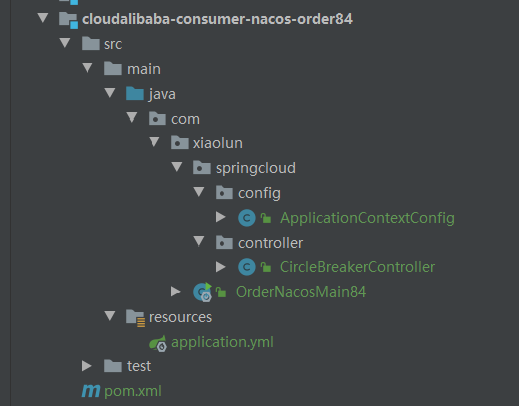 cloudalibaba-consumer-nacos-order84
src
main
java
com
xiaolun
springcloud
config
ApplicationContextConfig
controller
CircleBreakerController
OrderNacosMain84
resources
application.yml
test
pom.xml